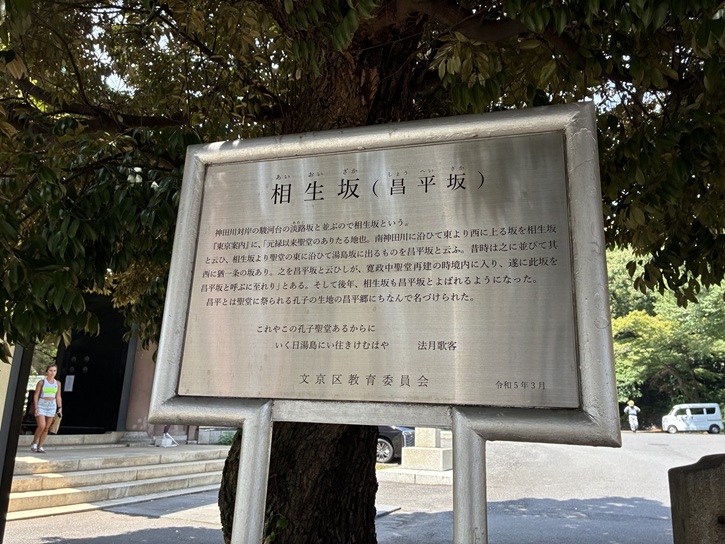 あい おい ざか しょう へい ざか
相生坂(昌平坂)
神田川対岸の駿河台の淡路坂と並ぶので相生坂という。
『東京案内』に、「元禄以来聖堂のありたる地也。南神田川に沿ひて東より西に上る坂を相生坂
と云ひ、相生坂より聖堂の東に沿ひて湯島坂に出るものを昌平坂と云ふ。昔時は之に並びて其
西に猶一条の坂あり。之を昌平坂と云ひしが、寛政中聖堂再建の時境内に入り、遂に此坂を
昌平坂と呼ぶに至れり」とある。そして後年、相生坂も昌平坂とよばれるようになった。
昌平とは聖堂に祭られる孔子の生地の昌平郷にちなんで名づけられた。
これやこの孔子聖堂あるからに
いく日湯島にい往きけむはや 法月歌客
文京区教育委員会 令和5年3月